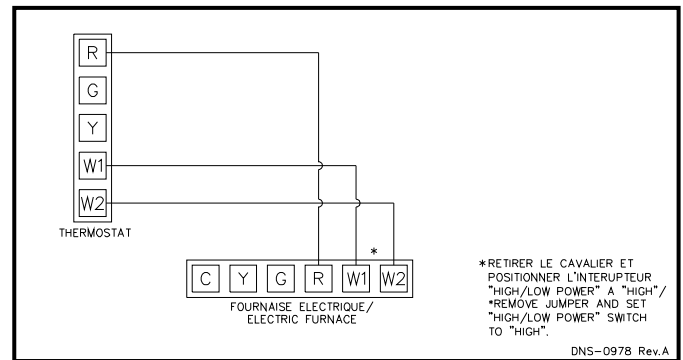 R
G
Y
W1
W2
THERMOSTAT
*
C Y G R W1 W2
FOURNAISE ELECTRIQUE/
ELECTRIC FURNACE
*RETIRER LE CAVALIER ET
POSITIONNER L'INTERUPTEUR
"HIGH/LOW POWER" A "HIGH"/
*REMOVE JUMPER AND SET
"HIGH/LOW POWER" SWITCH
TO "HIGH".
DNS-0978 Rev.A